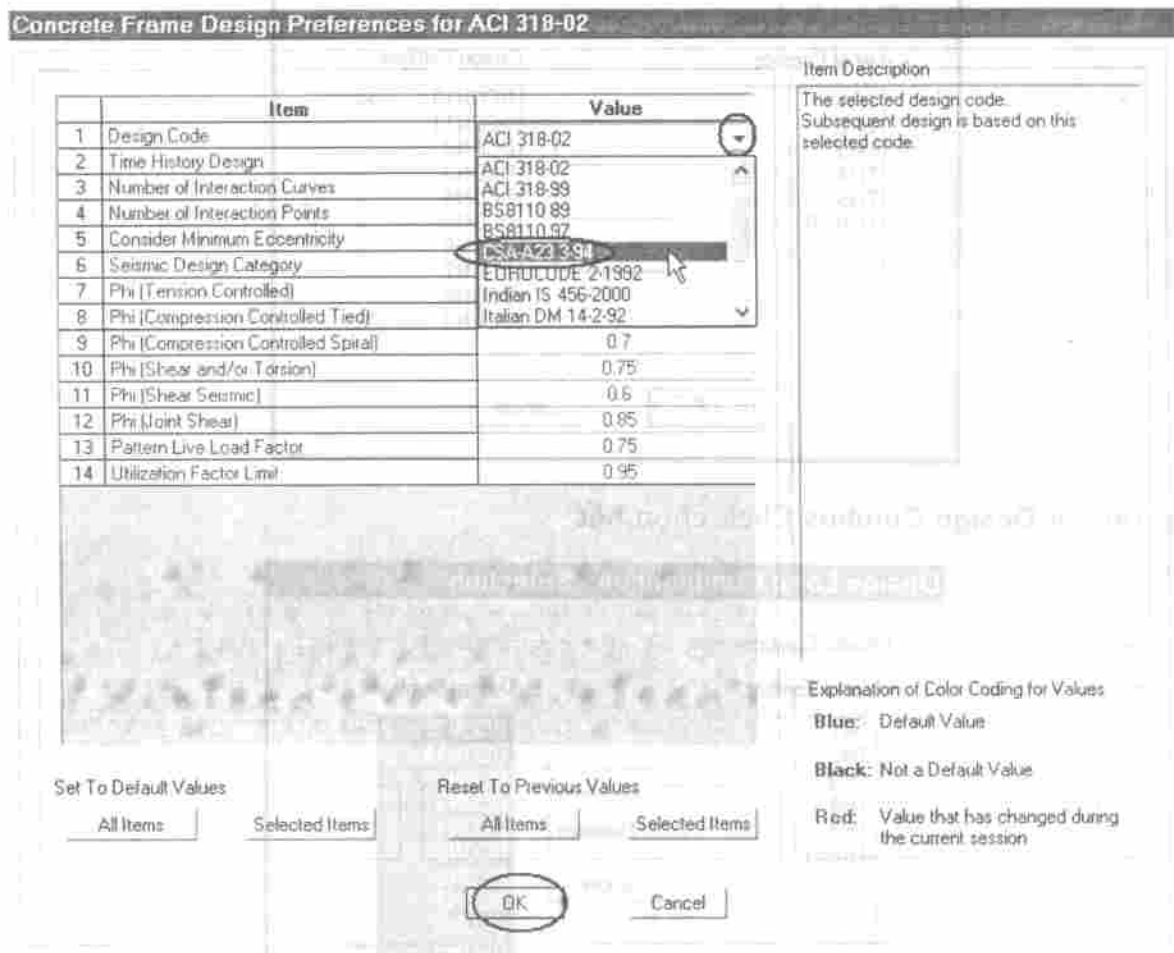 Concrete Frame Design Preferences for ACI 318-02
Item Value
1 Design Code ACI 318-02
2 Time History Design
3 Number of Interaction Curves
4 Number of Interaction Points
5 Consider Minimum Eccentricity
6 Seismic Design Category
7 Phi (Tension Controlled)
8 Phi (Compression Controlled Tied)
9 Phi (Compression Controlled Spiral) 0.7
10 Phi (Shear and/or Torsion) 0.75
11 Phi (Shear Seismic) 0.6
12 Phi (Joint Shear) 0.85
13 Pattern Live Load Factor 0.75
14 Utilization Factor Limit 0.95
ACI 318-02
ACI 318-99
BS8110 89
BS8110 97
CSA-A23.3-94
EUROCODE 2-1992
Indian IS 456-2000
Italian DM 14-2-92
Item Description
The selected design code.
Subsequent design is based on this
selected code.
Explanation of Color Coding for Values
Blue: Default Value
Black: Not a Default Value
Red: Value that has changed during
the current session
Set To Default Values
All Items Selected Items
Reset To Previous Values
All Items Selected Items
OK Cancel